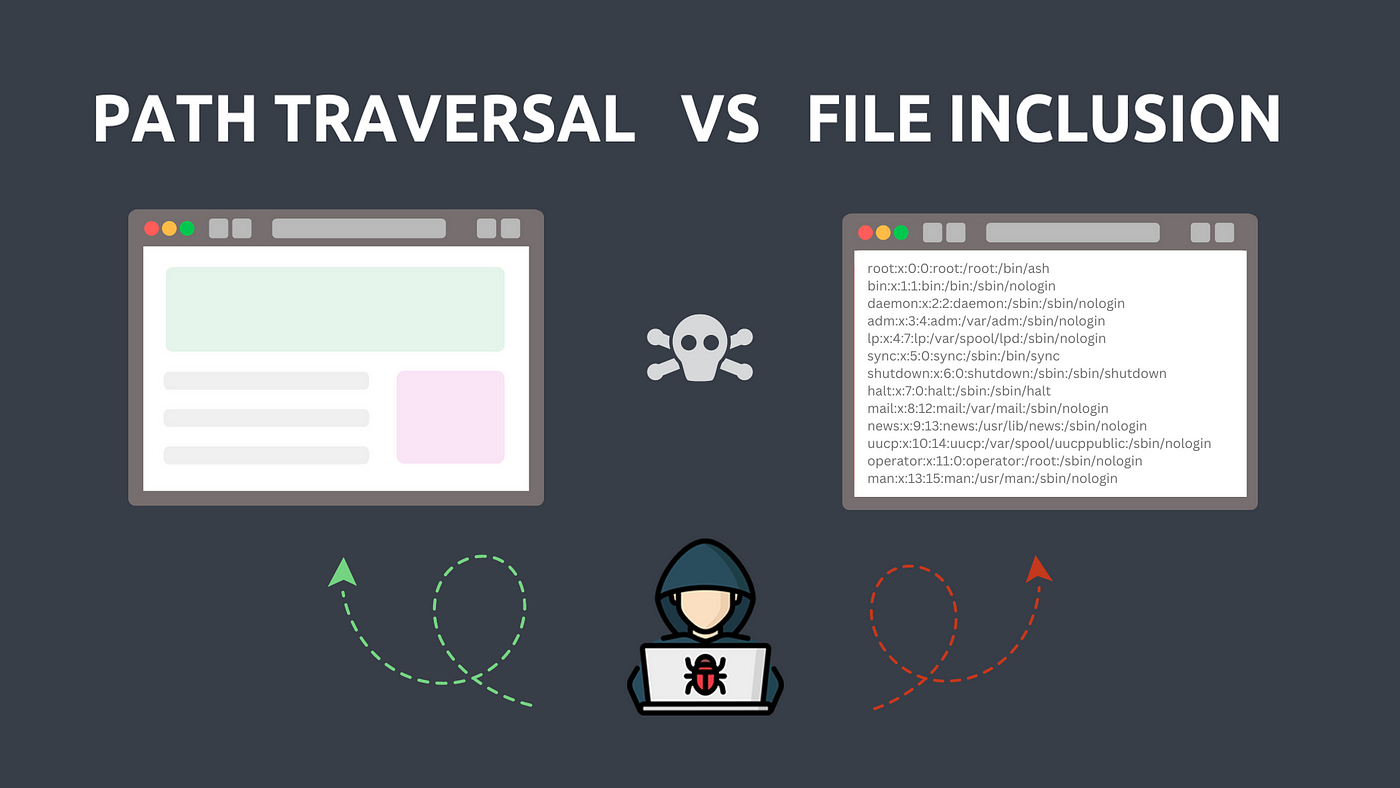 PATH TRAVERSAL VS FILE INCLUSION
root:x:0:0:root:/root:/bin/ash
bin:x:1:1:bin:/bin:/sbin/nologin
daemon:x:2:2:daemon:/sbin:/sbin/nologin
adm:x:3:4:adm:/var/adm:/sbin/nologin
lp:x:4:7:lp:/var/spool/lpd:/sbin/nologin
sync:x:5:0:sync:/sbin:/bin/sync
shutdown:x:6:0:shutdown:/sbin:/sbin/shutdown
halt:x:7:0:halt:/sbin:/sbin/halt
mail:x:8:12:mail:/var/mail:/sbin/nologin
news:x:9:13:news:/usr/lib/news:/sbin/nologin
uucp:x:10:14:uucp:/var/spool/uucppublic:/sbin/nologin
operator:x:11:0:operator:/root:/sbin/nologin
man:x:13:15:man:/usr/man:/sbin/nologin